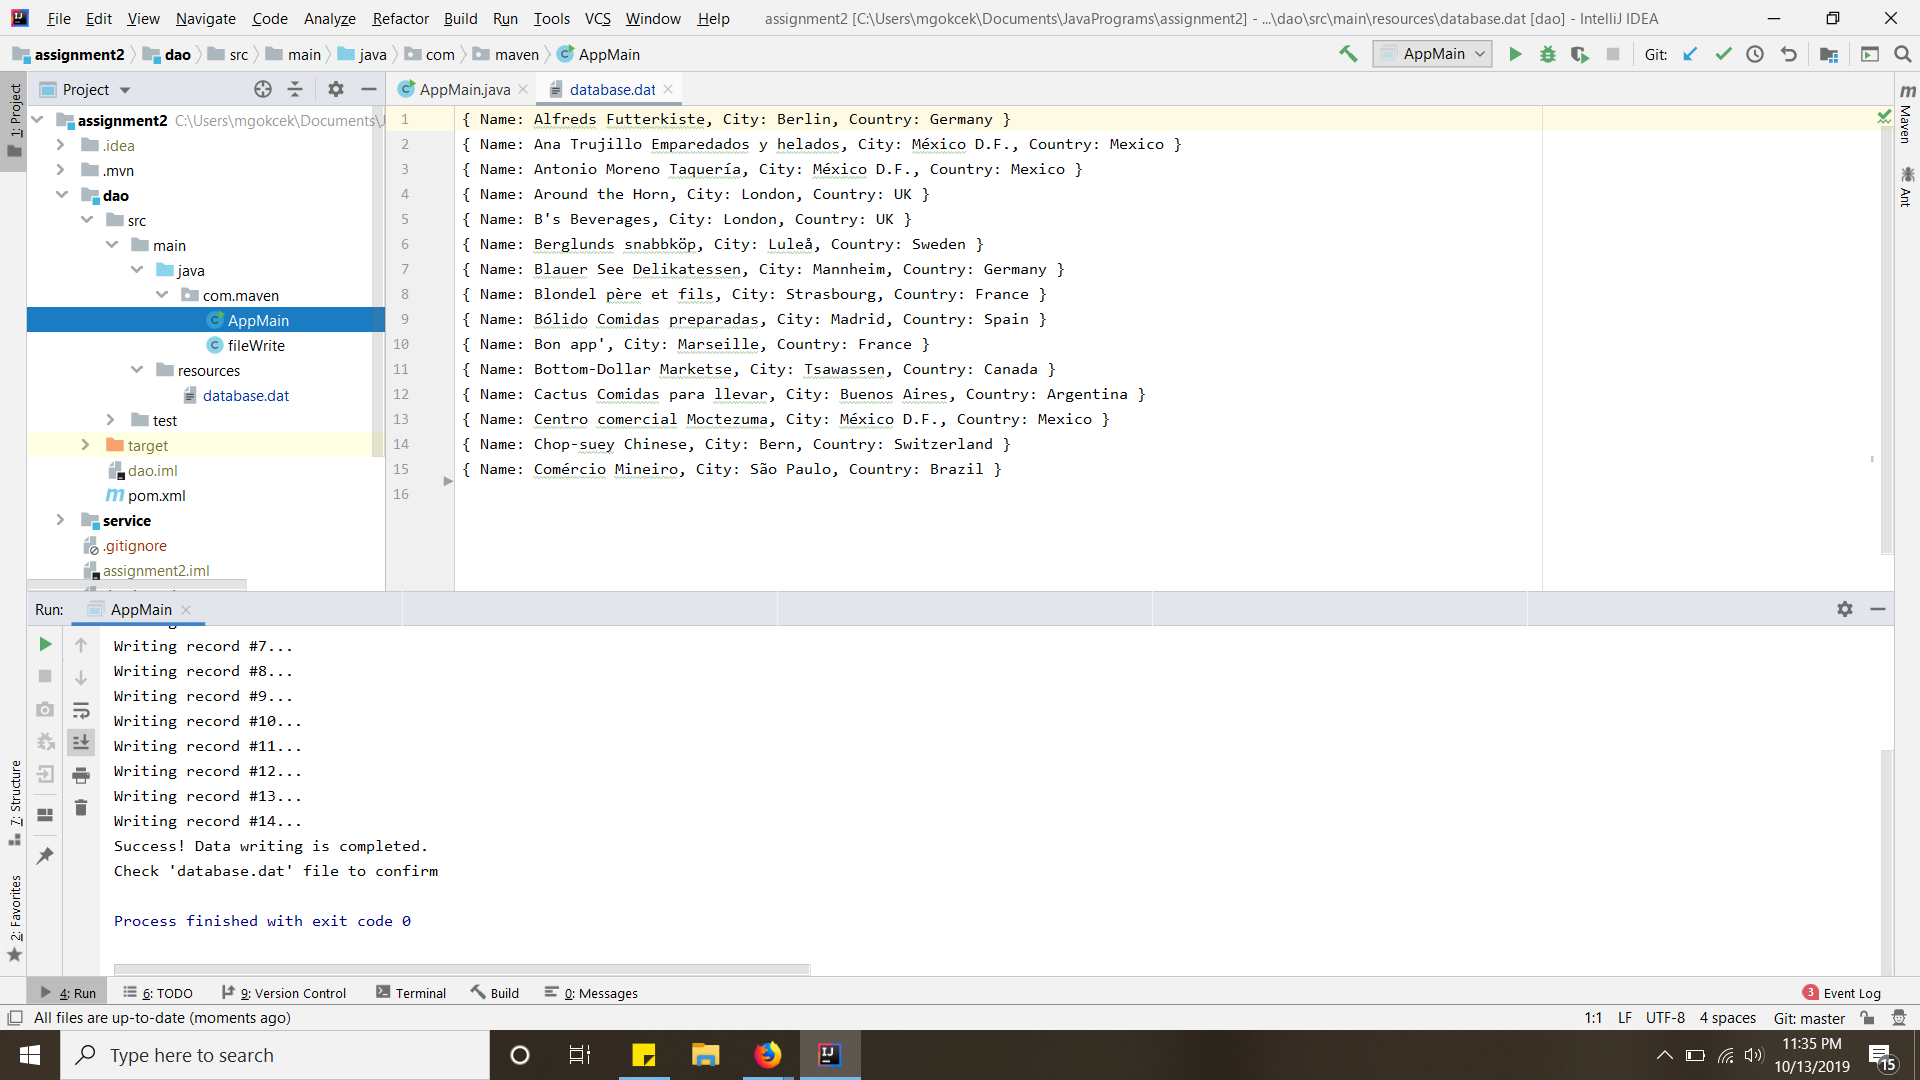 File Edit View Navigate Code Analyze Refactor Build Run Tools VCS Window Help assignment2 [C:\Users\mgokcek\Documents\JavaPrograms\assignment2] - ...\dao\src\main\resources\database.dat [dao] - IntelliJ IDEA
assignment2 dao src main java com maven AppMain AppMain Git:
Project
AppMain.java database.dat
1: Project
7: Structure
2: Favorites
Maven
Ant
assignment2 C:\Users\mgokcek\Documents\J
.idea
.mvn
dao
src
main
java
com.maven
AppMain
fileWrite
resources
database.dat
test
target
dao.iml
pom.xml
service
.gitignore
assignment2.iml
1 { Name: Alfreds Futterkiste, City: Berlin, Country: Germany }
2 { Name: Ana Trujillo Emparedados y helados, City: México D.F., Country: Mexico }
3 { Name: Antonio Moreno Taquería, City: México D.F., Country: Mexico }
4 { Name: Around the Horn, City: London, Country: UK }
5 { Name: B's Beverages, City: London, Country: UK }
6 { Name: Berglunds snabbköp, City: Luleå, Country: Sweden }
7 { Name: Blauer See Delikatessen, City: Mannheim, Country: Germany }
8 { Name: Blondel père et fils, City: Strasbourg, Country: France }
9 { Name: Bólido Comidas preparadas, City: Madrid, Country: Spain }
10 { Name: Bon app', City: Marseille, Country: France }
11 { Name: Bottom-Dollar Marketse, City: Tsawassen, Country: Canada }
12 { Name: Cactus Comidas para llevar, City: Buenos Aires, Country: Argentina }
13 { Name: Centro comercial Moctezuma, City: México D.F., Country: Mexico }
14 { Name: Chop-suey Chinese, City: Bern, Country: Switzerland }
15 { Name: Comércio Mineiro, City: São Paulo, Country: Brazil }
16
Run: AppMain
Writing record #7...
Writing record #8...
Writing record #9...
Writing record #10...
Writing record #11...
Writing record #12...
Writing record #13...
Writing record #14...
Success! Data writing is completed.
Check 'database.dat' file to confirm
Process finished with exit code 0
4: Run 6: TODO 9: Version Control Terminal Build 0: Messages 3 Event Log
All files are up-to-date (moments ago) 1:1 LF UTF-8 4 spaces Git: master
Type here to search
11:35 PM
10/13/2019
15